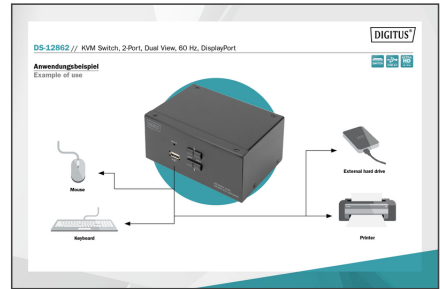 DIGITUS®
DS-12862 // KVM Switch, 2-Port, Dual View, 60 Hz, DisplayPort
Anwendungsbeispiel
Example of use
Mouse
Keyboard
External hard drive
Printer